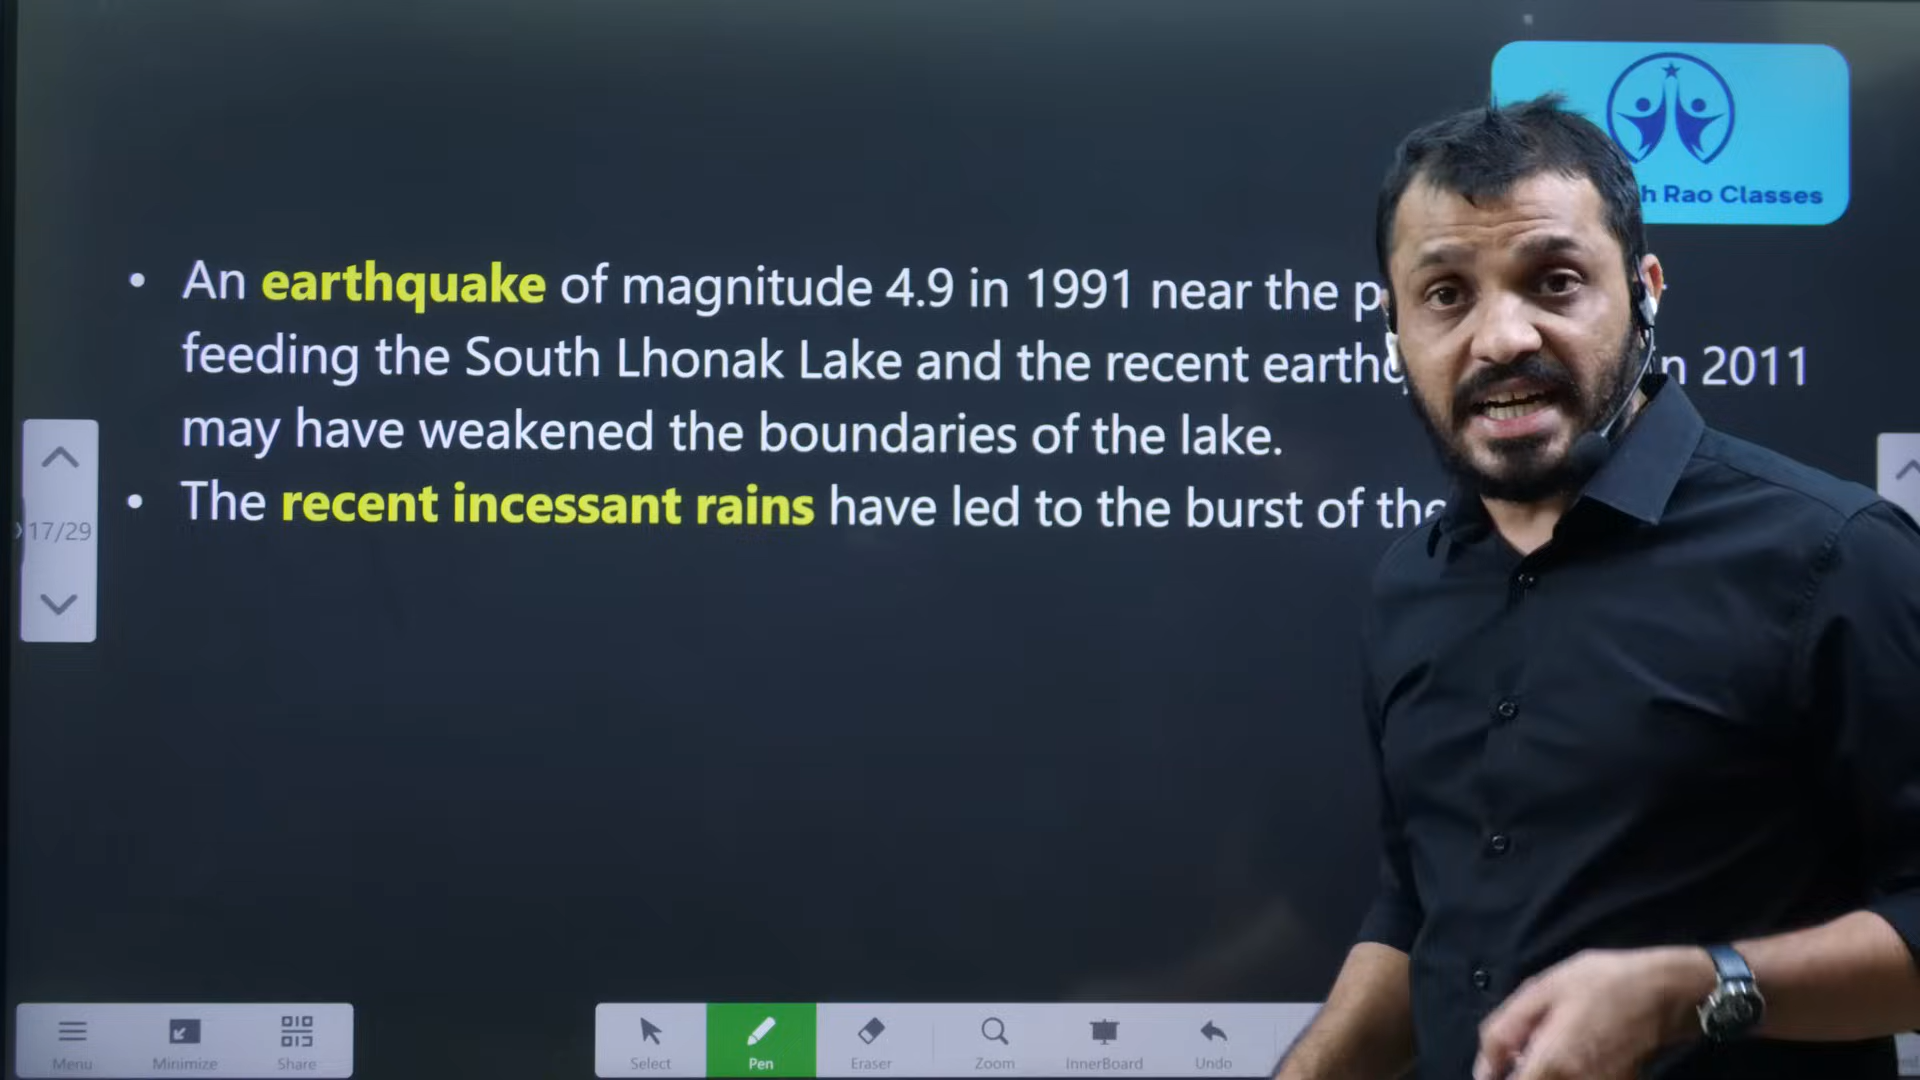 h Rao Classes
• An earthquake of magnitude 4.9 in 1991 near the p
feeding the South Lhonak Lake and the recent earthq n 2011
may have weakened the boundaries of the lake.
• The recent incessant rains have led to the burst of the
17/29
Menu Minimize Share Select Pen Eraser Zoom InnerBoard Undo